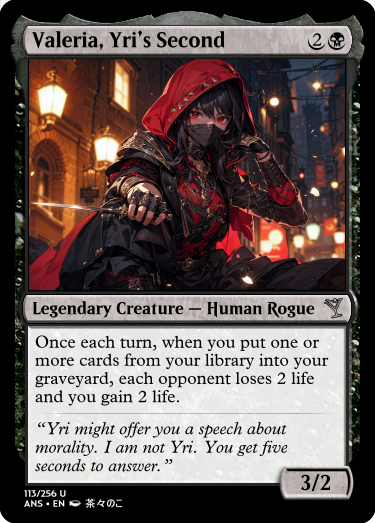 Valeria, Yri's Second 2
Legendary Creature — Human Rogue
Once each turn, when you put one or
more cards from your library into your
graveyard, each opponent loses 2 life
and you gain 2 life.
“Yri might offer you a speech about
morality. I am not Yri. You get five
seconds to answer.”
3/2
113/256 U
ANS • EN 茶々のこ